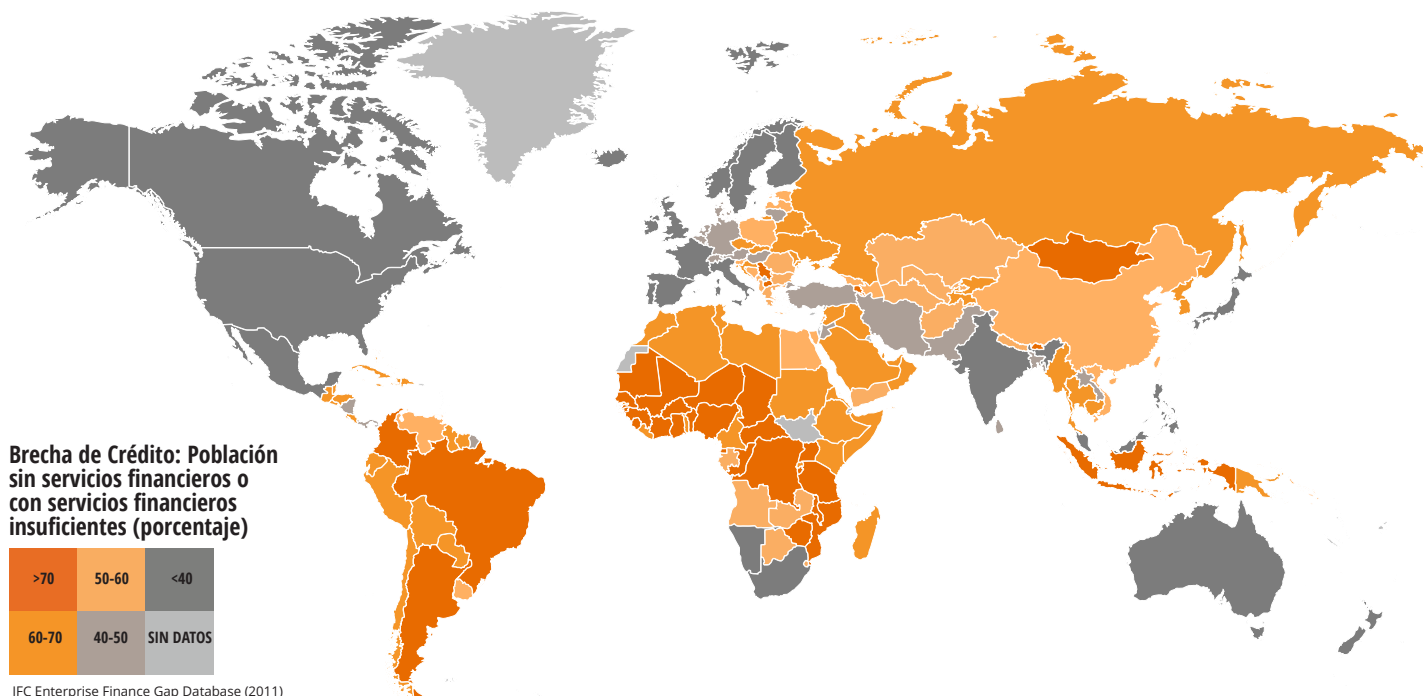 Brecha de Crédito: Población
sin servicios financieros o
con servicios financieros
insuficientes (porcentaje)
>70 50-60 <40
60-70 40-50 SIN DATOS
IFC Enterprise Finance Gap Database (2011)